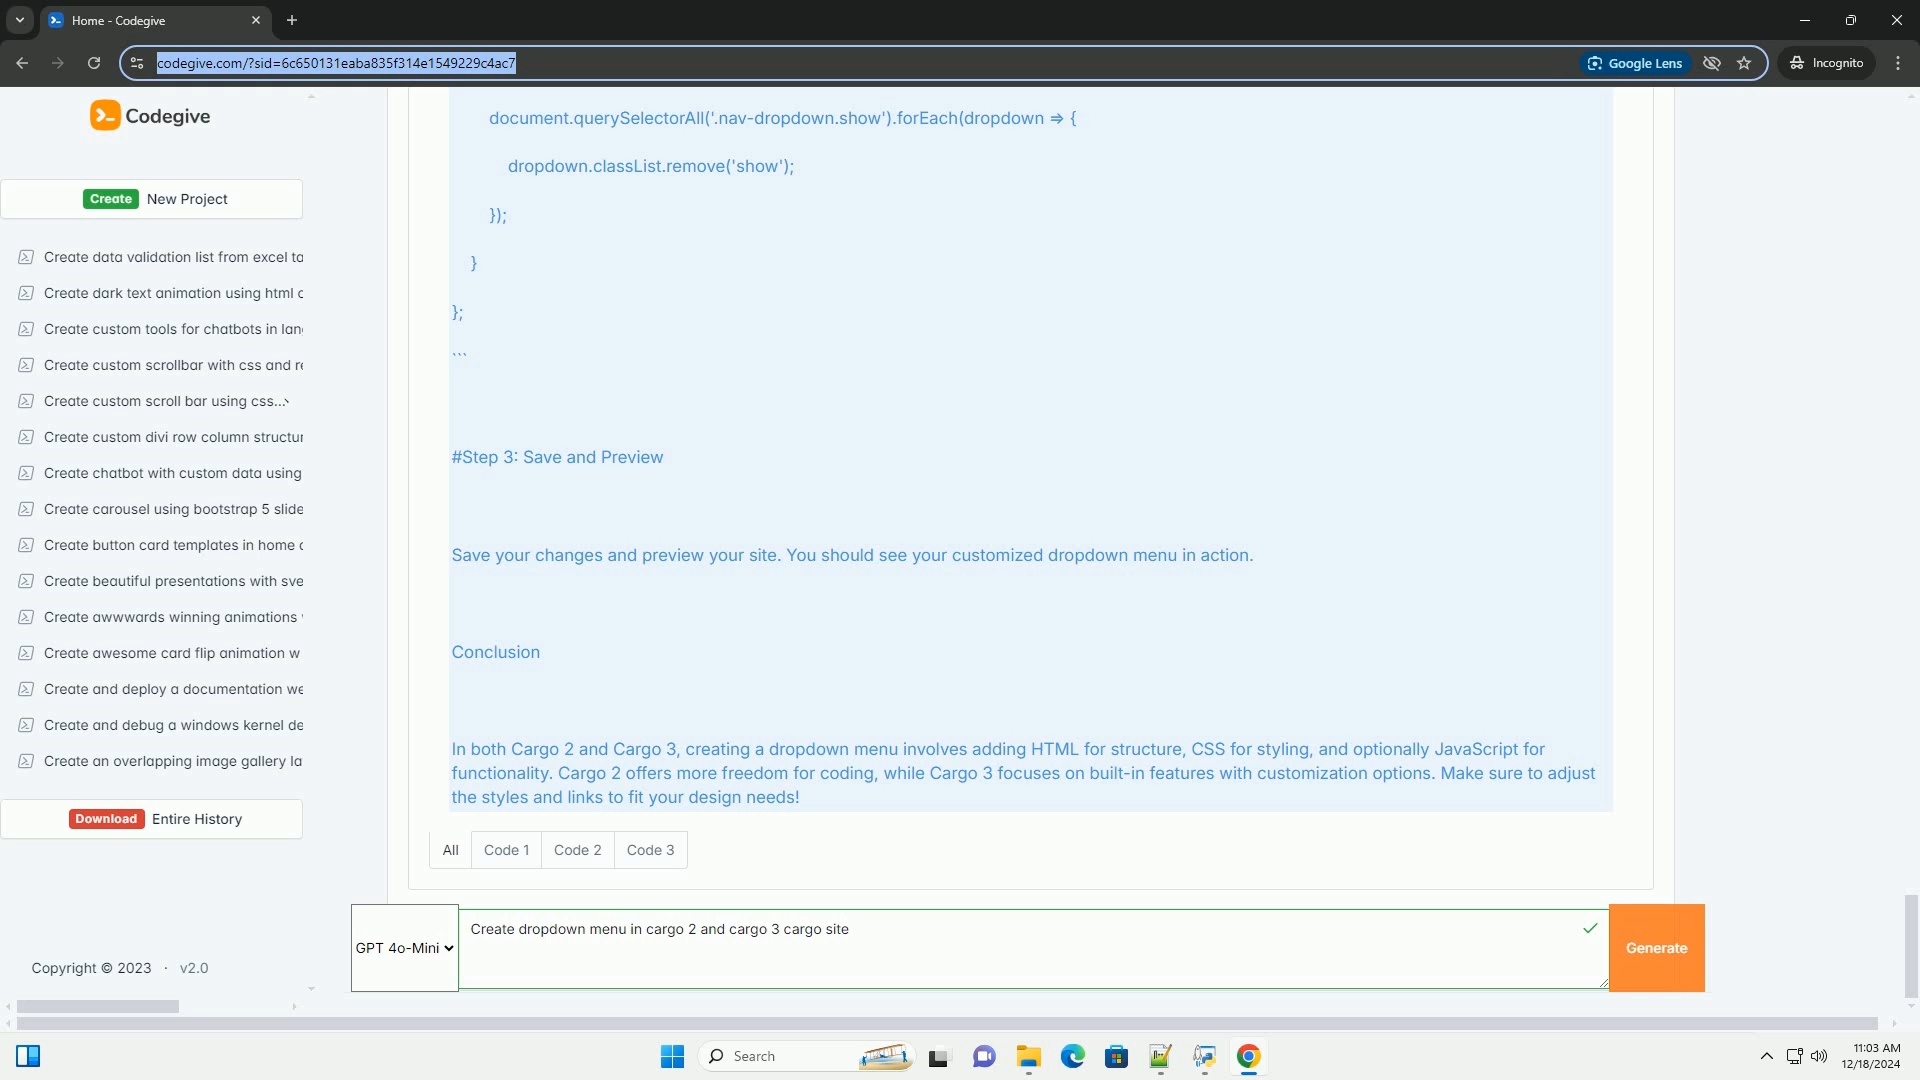 Home - Codegive
codegive.com/?sid=6c650131eaba835f314e1549229c4ac7
Google Lens
Incognito
Codegive
Create New Project
Create data validation list from excel ta
Create dark text animation using html c
Create custom tools for chatbots in lan
Create custom scrollbar with css and re
Create custom scroll bar using css...
Create custom divi row column structur
Create chatbot with custom data using
Create carousel using bootstrap 5 slide
Create button card templates in home c
Create beautiful presentations with sve
Create awwwards winning animations
Create awesome card flip animation w
Create and deploy a documentation we
Create and debug a windows kernel de
Create an overlapping image gallery la
Download Entire History
Copyright © 2023 · v2.0
document.querySelectorAll('.nav-dropdown.show').forEach(dropdown => {
dropdown.classList.remove('show');
});
}
};
```
#Step 3: Save and Preview
Save your changes and preview your site. You should see your customized dropdown menu in action.
Conclusion
In both Cargo 2 and Cargo 3, creating a dropdown menu involves adding HTML for structure, CSS for styling, and optionally JavaScript for
functionality. Cargo 2 offers more freedom for coding, while Cargo 3 focuses on built-in features with customization options. Make sure to adjust
the styles and links to fit your design needs!
All Code 1 Code 2 Code 3
GPT 4o-Mini
Create dropdown menu in cargo 2 and cargo 3 cargo site
Generate
Search
11:03 AM
12/18/2024